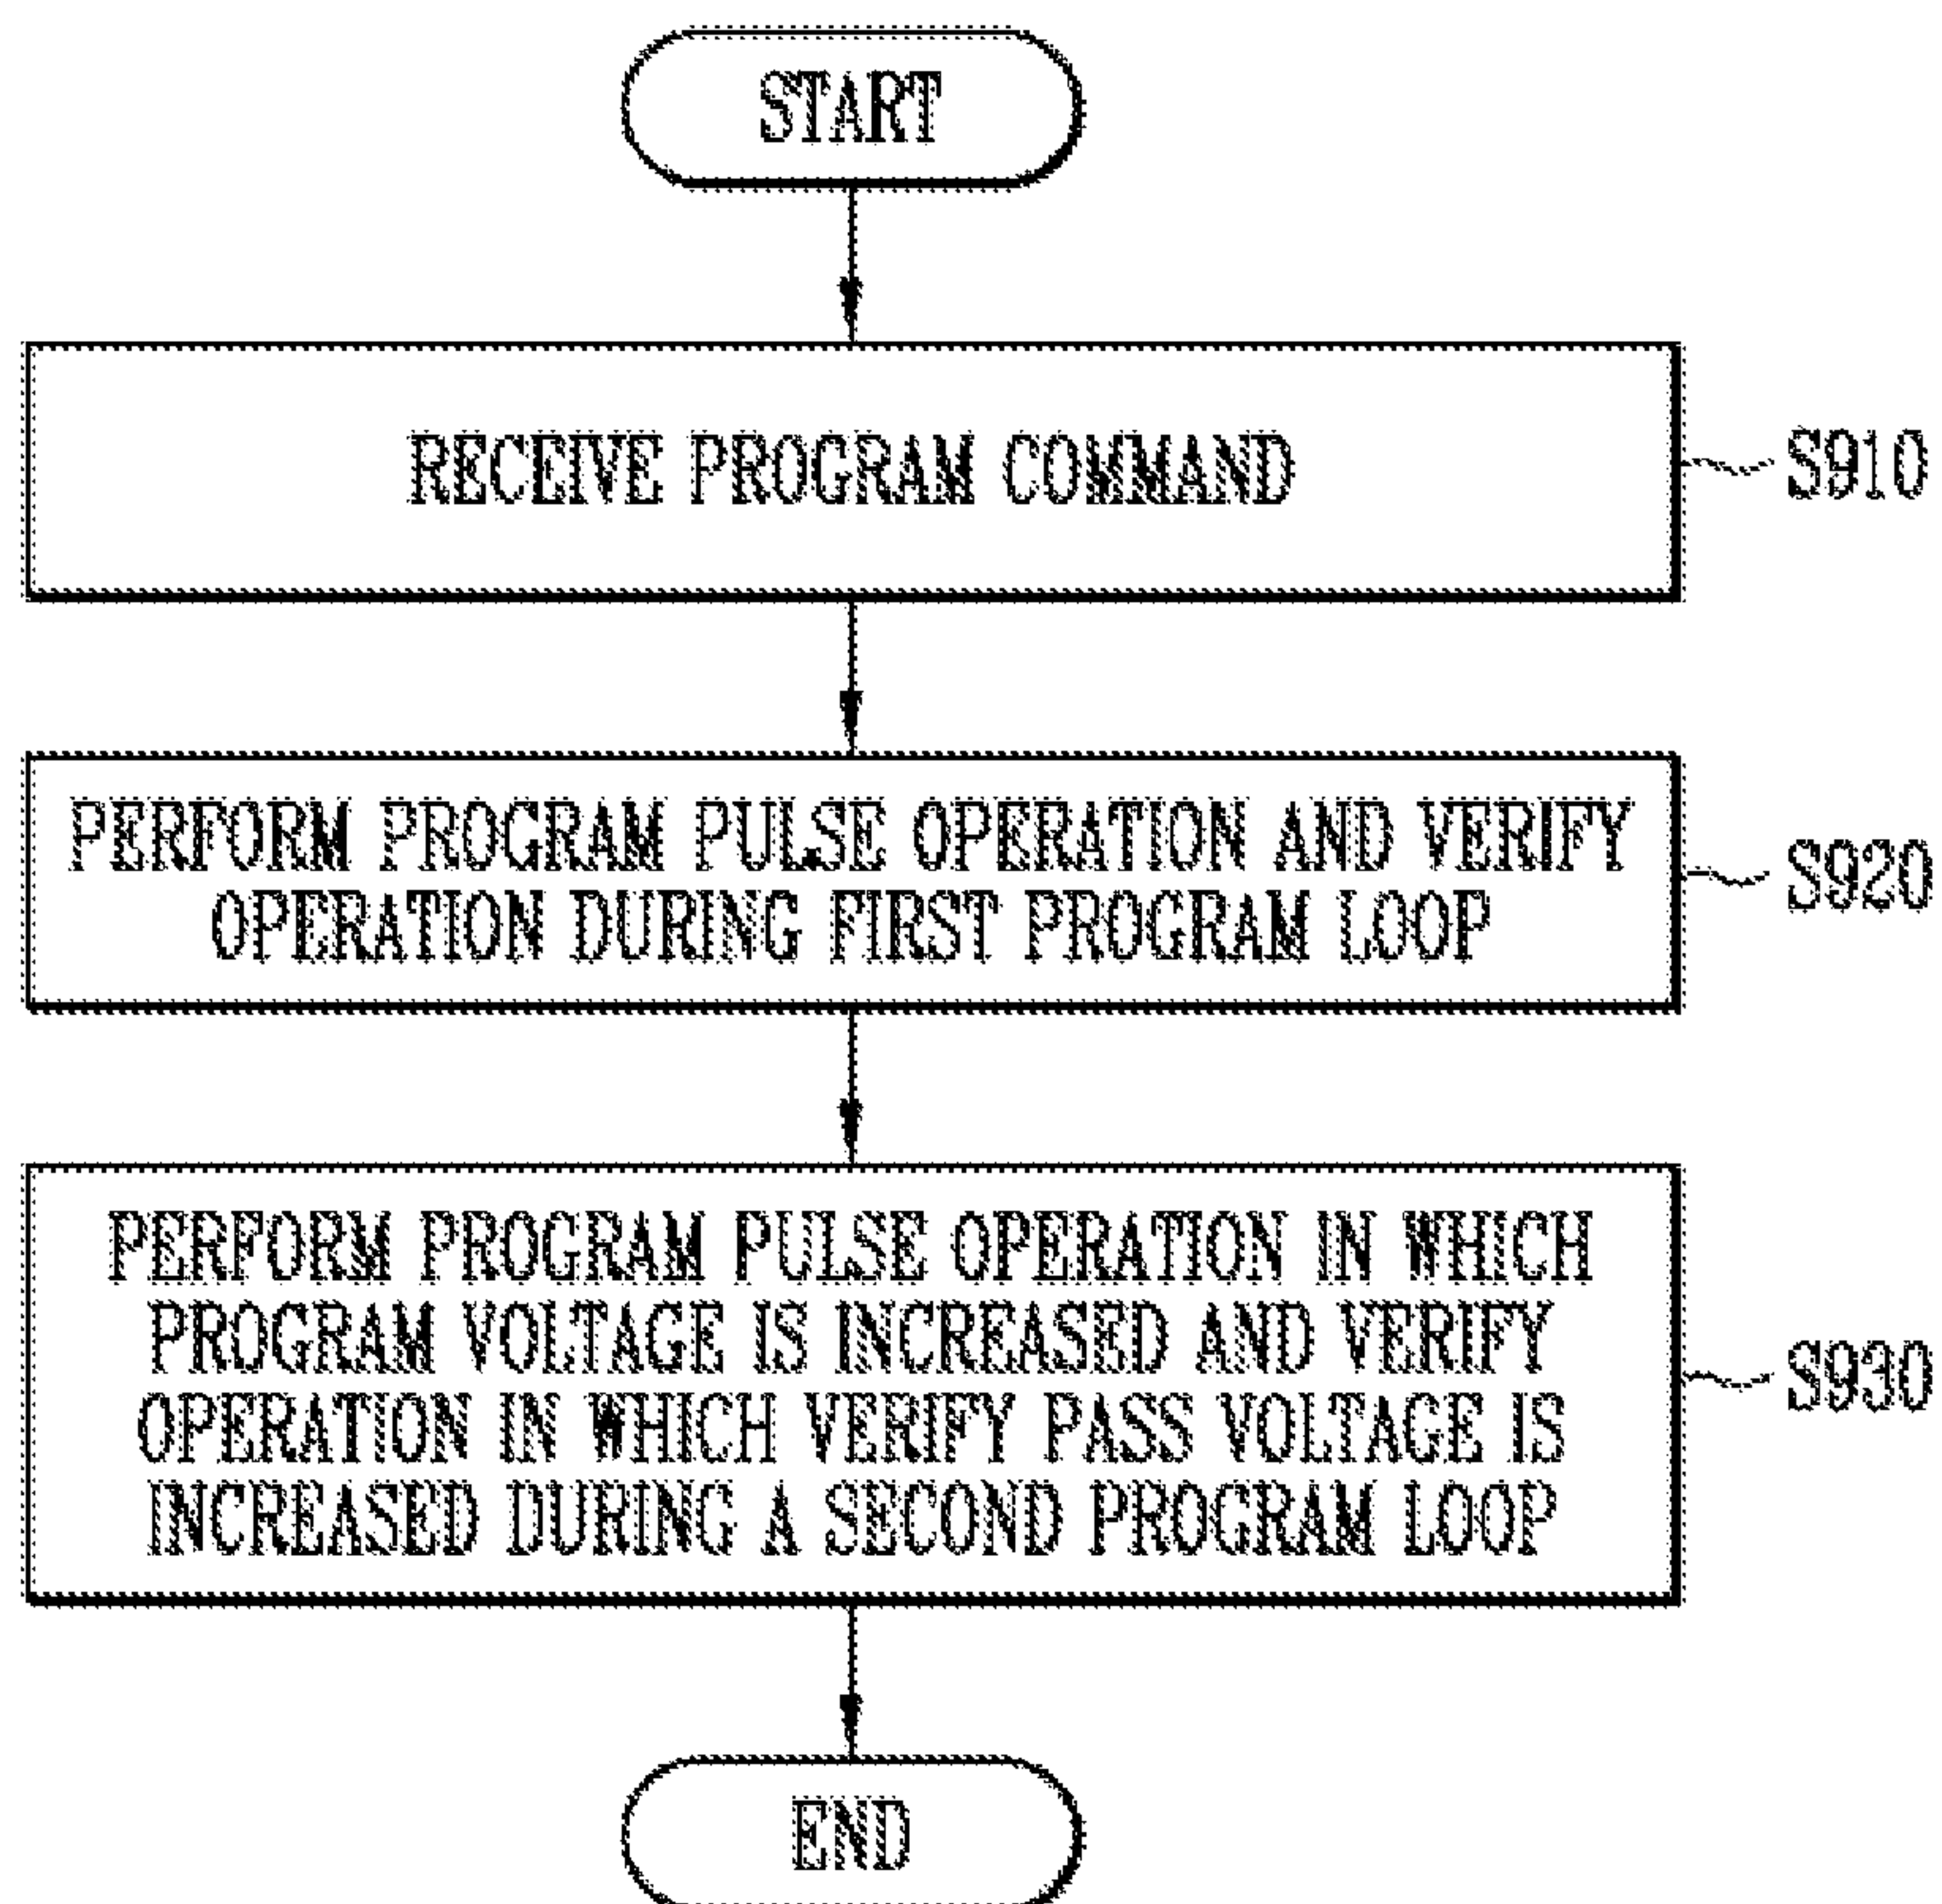 START
RECEIVE PROGRAM COMMAND
S910
PERFORM PROGRAM PULSE OPERATION AND VERIFY
OPERATION DURING FIRST PROGRAM LOOP
S920
PERFORM PROGRAM PULSE OPERATION IN WHICH
PROGRAM VOLTAGE IS INCREASED AND VERIFY
OPERATION IN WHICH VERIFY PASS VOLTAGE IS
INCREASED DURING A SECOND PROGRAM LOOP
S930
END